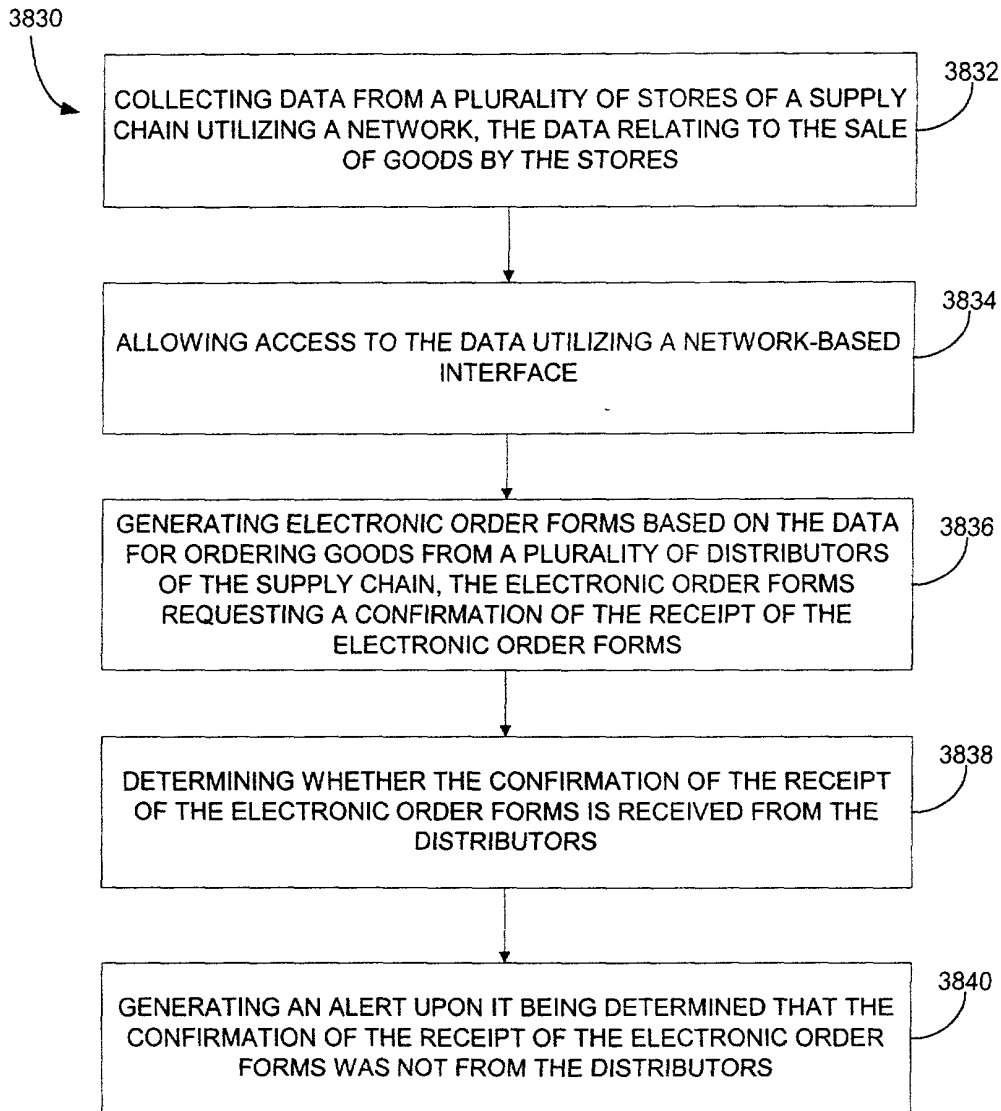 3830
COLLECTING DATA FROM A PLURALITY OF STORES OF A SUPPLY
CHAIN UTILIZING A NETWORK, THE DATA RELATING TO THE SALE
OF GOODS BY THE STORES
3832
ALLOWING ACCESS TO THE DATA UTILIZING A NETWORK-BASED
INTERFACE
3834
GENERATING ELECTRONIC ORDER FORMS BASED ON THE DATA
FOR ORDERING GOODS FROM A PLURALITY OF DISTRIBUTORS
OF THE SUPPLY CHAIN, THE ELECTRONIC ORDER FORMS
REQUESTING A CONFIRMATION OF THE RECEIPT OF THE
ELECTRONIC ORDER FORMS
3836
DETERMINING WHETHER THE CONFIRMATION OF THE RECEIPT
OF THE ELECTRONIC ORDER FORMS IS RECEIVED FROM THE
DISTRIBUTORS
3838
GENERATING AN ALERT UPON IT BEING DETERMINED THAT THE
CONFIRMATION OF THE RECEIPT OF THE ELECTRONIC ORDER
FORMS WAS NOT FROM THE DISTRIBUTORS
3840